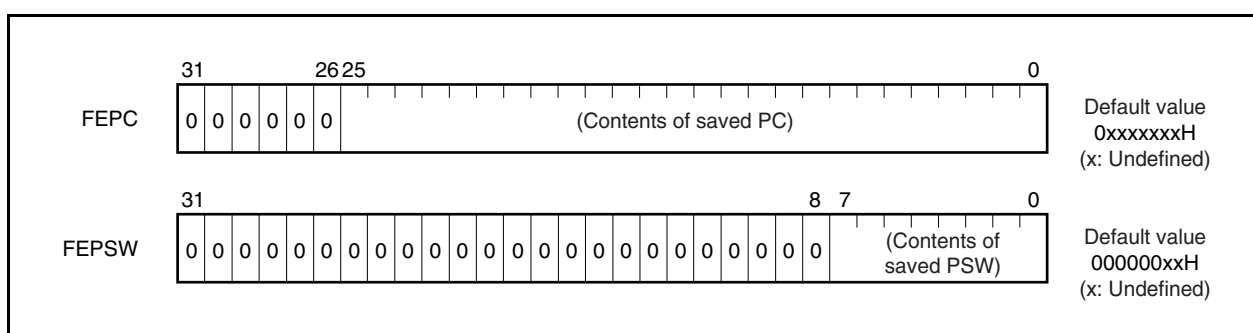 31 26 25 0
FEPC 0 0 0 0 0 0 (Contents of saved PC)
Default value
0xxxxxxxH
(x: Undefined)
31 8 7 0
FEPSW 0 0 0 0 0 0 0 0 0 0 0 0 0 0 0 0 0 0 0 0 0 0 0 0 (Contents of
saved PSW)
Default value
000000xxH
(x: Undefined)